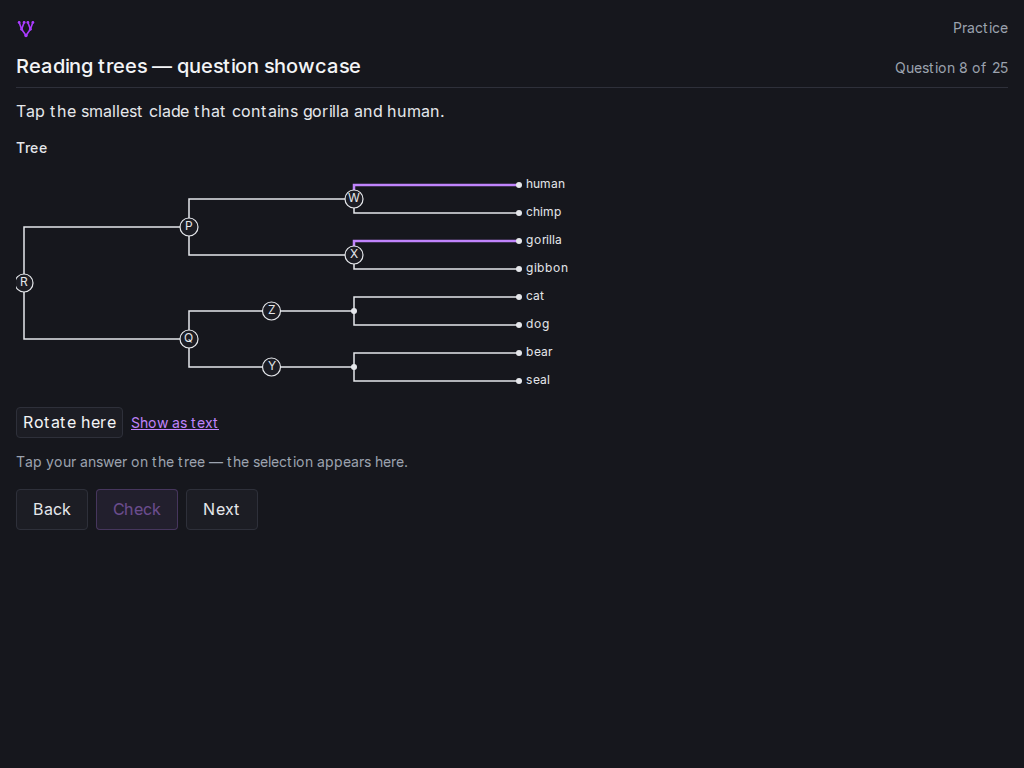 Practice
Reading trees — question showcase
Question 8 of 25
Tap the smallest clade that contains gorilla and human.
Tree
human
W
chimp
P
gorilla
X
gibbon
R
cat
Z
dog
Q
bear
Y
seal
Rotate here Show as text
Tap your answer on the tree — the selection appears here.
Back Check Next